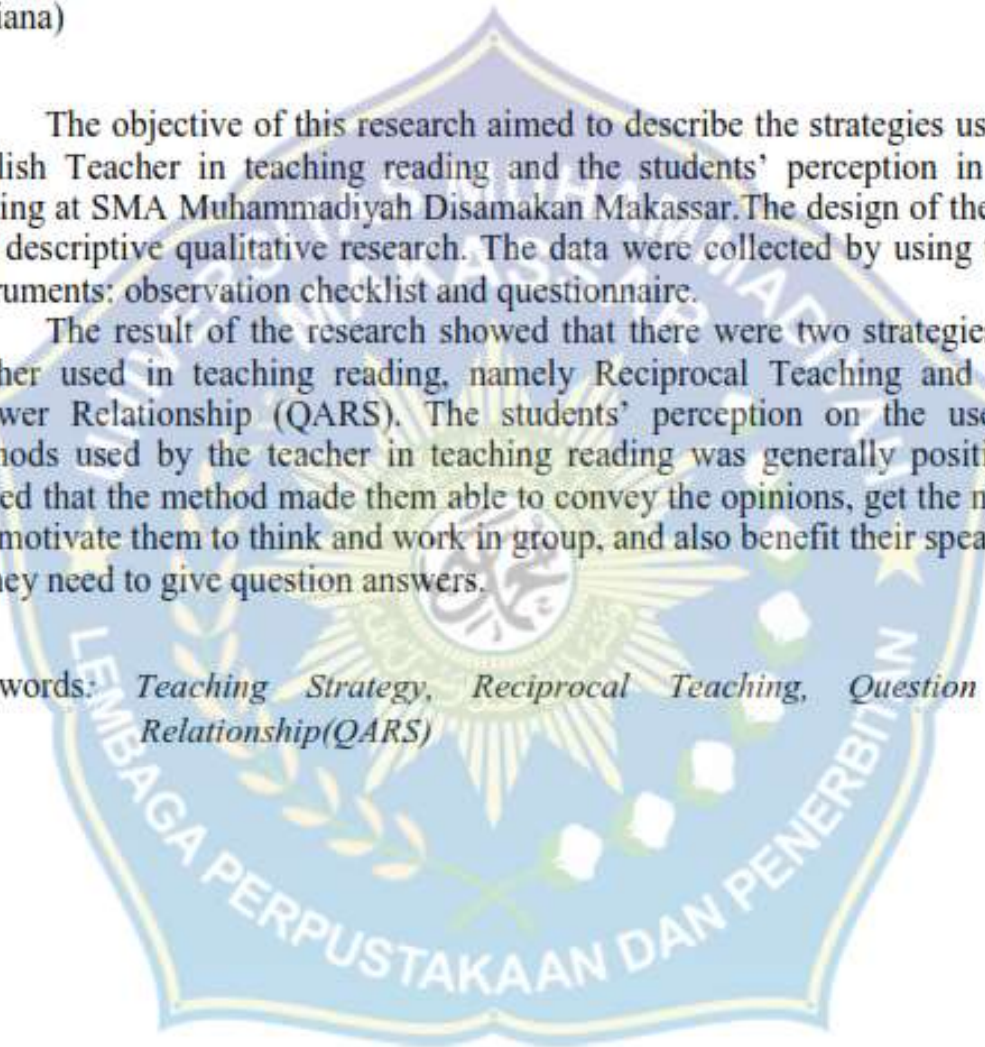 iana)
The objective of this research aimed to describe the strategies us
lish Teacher in teaching reading and the students' perception in
ing at SMA Muhammadiyah Disamakan Makassar.The design of the
descriptive qualitative research. The data were collected by using
ruments: observation checklist and questionnaire.
The result of the research showed that there were two strategies
her used in teaching reading, namely Reciprocal Teaching and
wer Relationship (QARS). The students' perception on the use
hods used by the teacher in teaching reading was generally positi
ed that the method made them able to convey the opinions, get the
motivate them to think and work in group, and also benefit their spea
hey need to give question answers.
words: Teaching Strategy, Reciprocal Teaching, Question
Relationship(QARS)
UNIVERSITAS MUHAMMADIYAH
MAKASSAR
LEMBAGA PERPUSTAKAAN DAN PENERBITAN